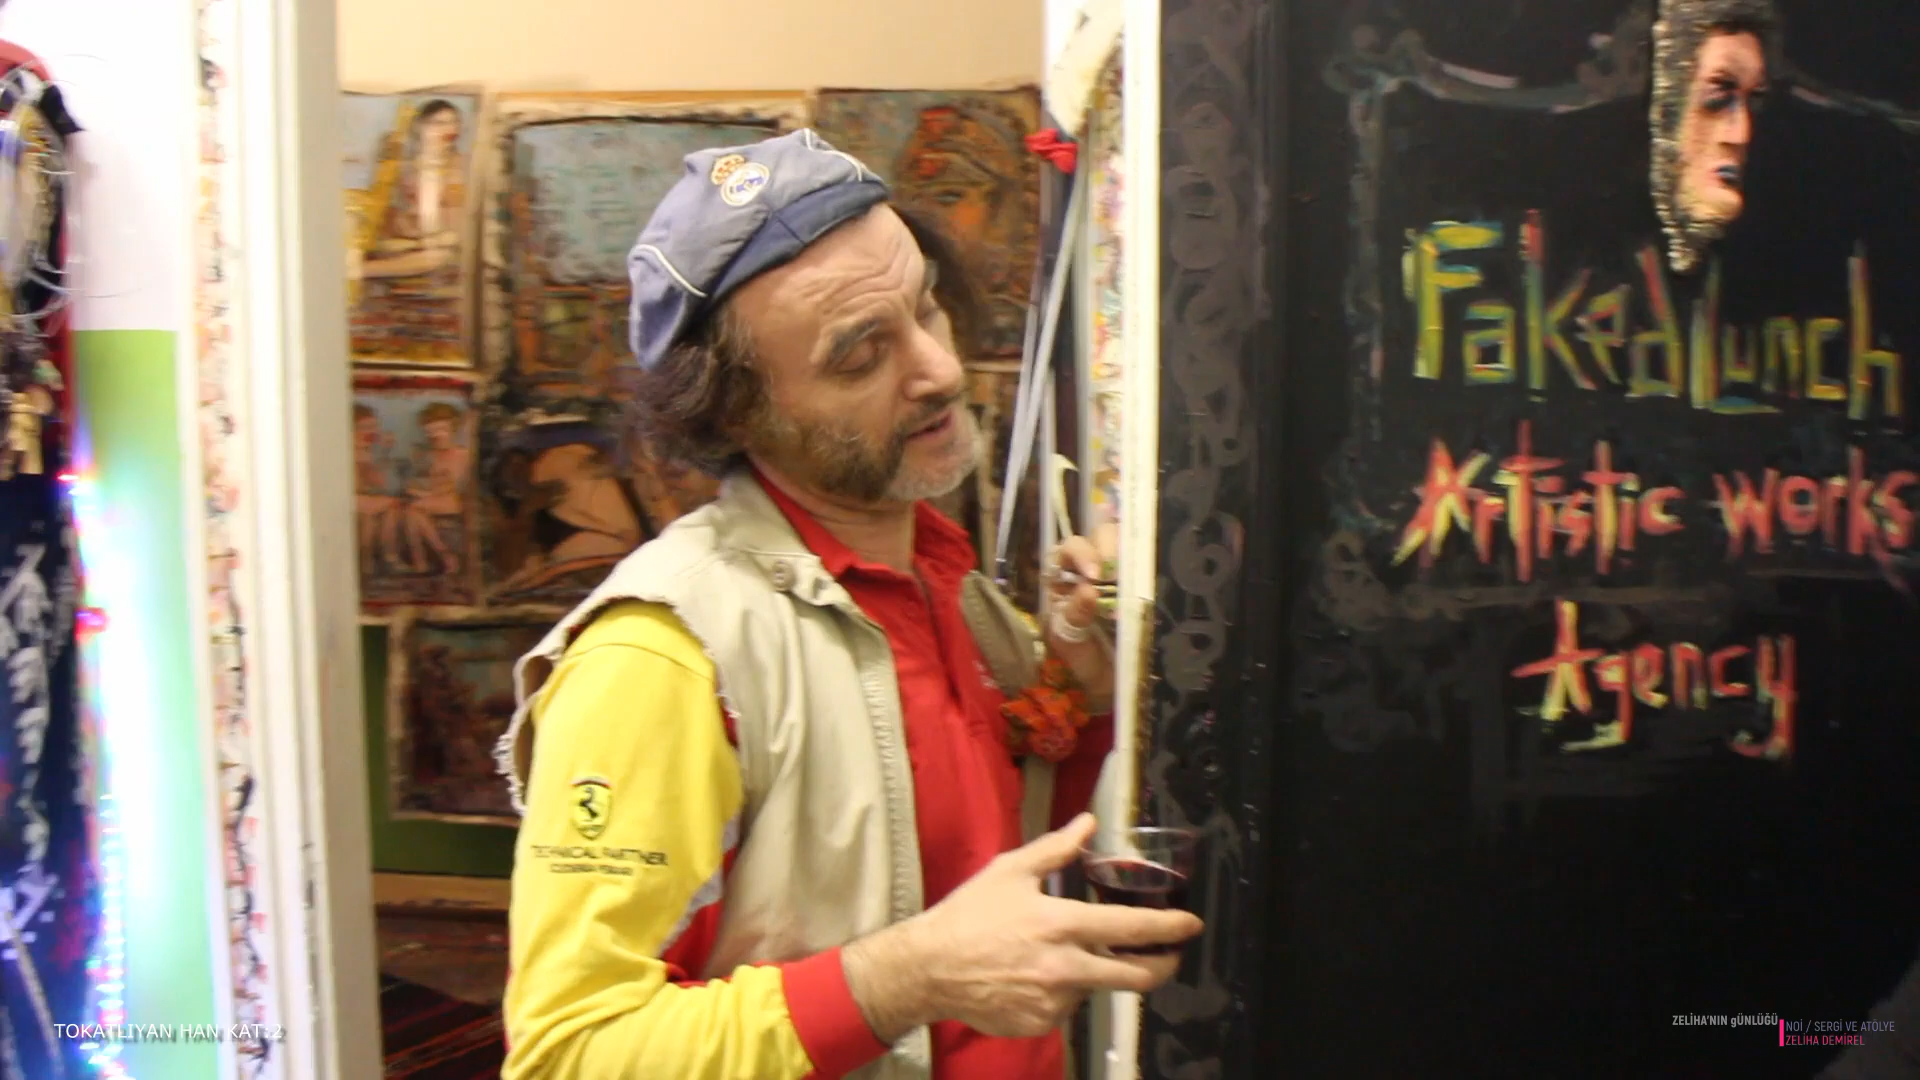 Fakedlunch
Artistic works
Agency
TECHNICAL PARTNER
TOKATLIYAN HAN KAT:2
ZELİHA'NIN gÜNLÜĞÜ
NOİ / SERGİ VE ATÖLYE
ZELİHA DEMİREL